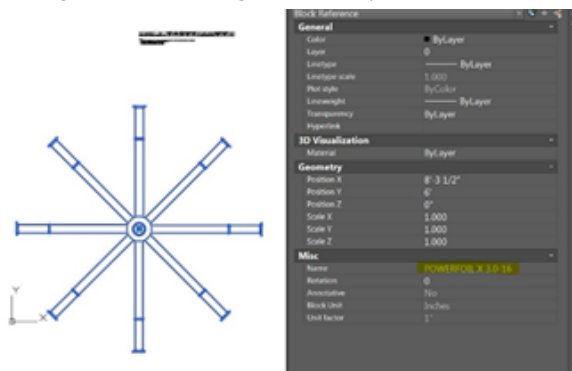 Block Reference
General
Color ByLayer
Layer 0
Linetype ByLayer
Linetype scale 1.000
Plot style ByColor
Lineweight ByLayer
Transparency ByLayer
Hyperlink
3D Visualization
Material ByLayer
Geometry
Position X 8'-3 1/2"
Position Y 6'
Position Z 0"
Scale X 1.000
Scale Y 1.000
Scale Z 1.000
Misc
Name POWERFOIL X 3.0-16
Rotation 0
Annotative No
Block Unit Inches
Unit factor 1"
Y
X